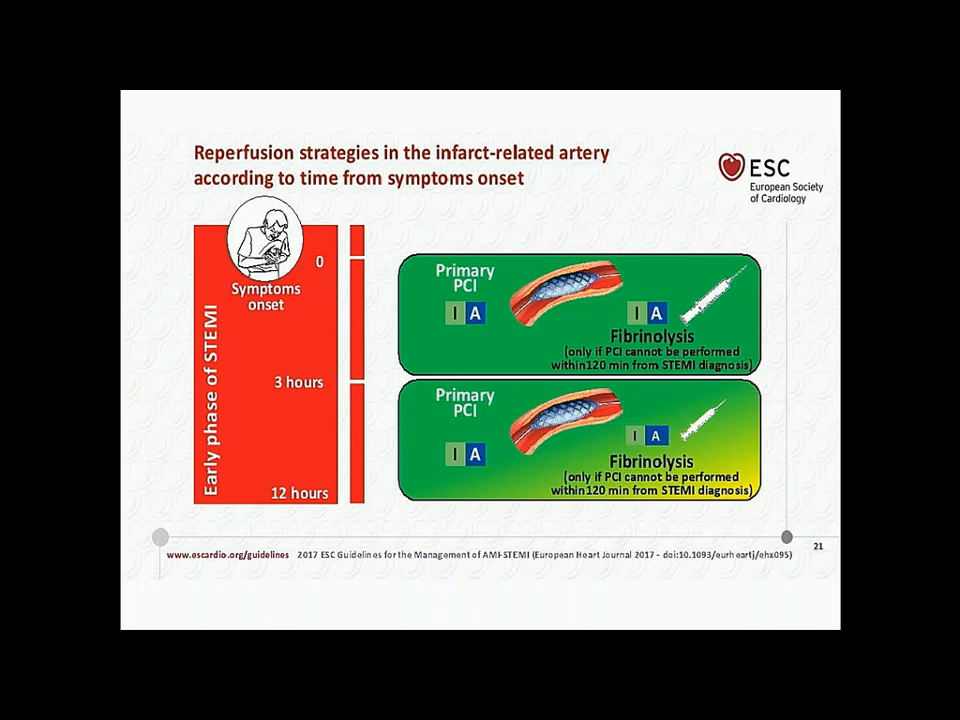 Reperfusion strategies in the infarct-related artery
according to time from symptoms onset
ESC
European Society
of Cardiology
0
Symptoms
onset
Early phase of STEMI
3 hours
12 hours
Primary
PCI
I A
I A
Fibrinolysis
(only if PCI cannot be performed
within120 min from STEMI diagnosis)
Primary
PCI
I A
I A
Fibrinolysis
(only if PCI cannot be performed
within120 min from STEMI diagnosis)
21
www.escardio.org/guidelines 2017 ESC Guidelines for the Management of AMI-STEMI (European Heart Journal 2017 - doi:10.1093/eurheartj/ehx095)